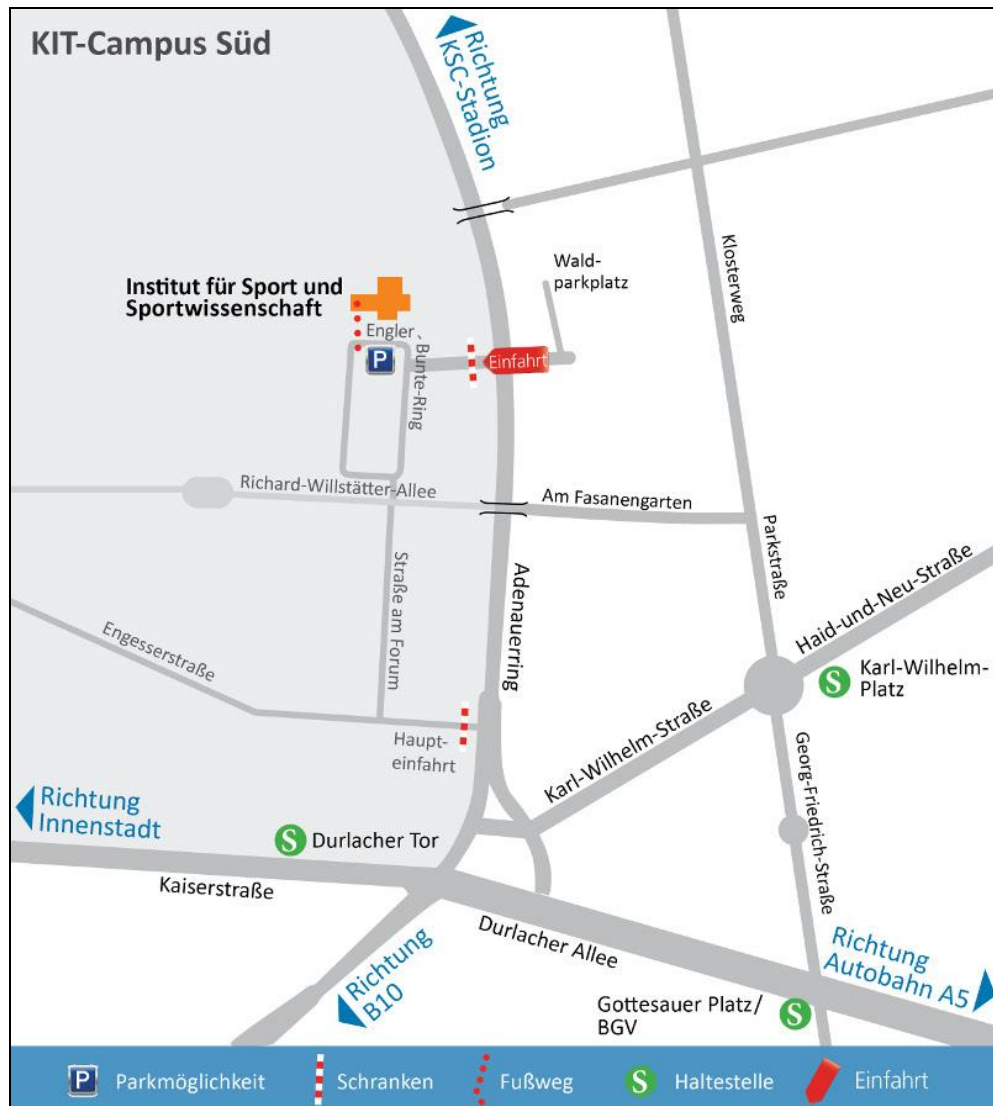 KIT-Campus Süd
Richtung
KSC-Stadion
Klosterweg
Wald-
parkplatz
Institut für Sport und
Sportwissenschaft
Engler-
Bunte-Ring
P
Einfahrt
Richard-Willstätter-Allee
Am Fasanengarten
Parkstraße
Straße am Forum
Adenauerring
Haid-und-Neu-Straße
Engesserstraße
S
Karl-Wilhelm-
Platz
Haupt-
einfahrt
Karl-Wilhelm-Straße
Georg-Friedrich-Straße
Richtung
Innenstadt
S
Durlacher Tor
Kaiserstraße
Durlacher Allee
Richtung
B10
Richtung
Autobahn A5
Gottesauer Platz/
BGV
S
P Parkmöglichkeit
Schranken
Fußweg
S Haltestelle
Einfahrt